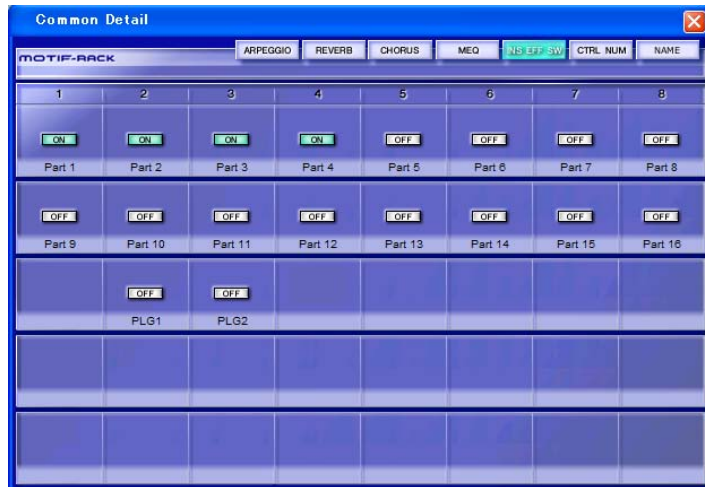 Common Detail
MOTIF-RACK
ARPEGGIO REVERB CHORUS MEQ INS EFF SW CTRL NUM NAME
1 2 3 4 5 6 7 8
ON ON ON ON OFF OFF OFF OFF
Part 1 Part 2 Part 3 Part 4 Part 5 Part 6 Part 7 Part 8
OFF OFF OFF OFF OFF OFF OFF OFF
Part 9 Part 10 Part 11 Part 12 Part 13 Part 14 Part 15 Part 16
OFF OFF
PLG1 PLG2